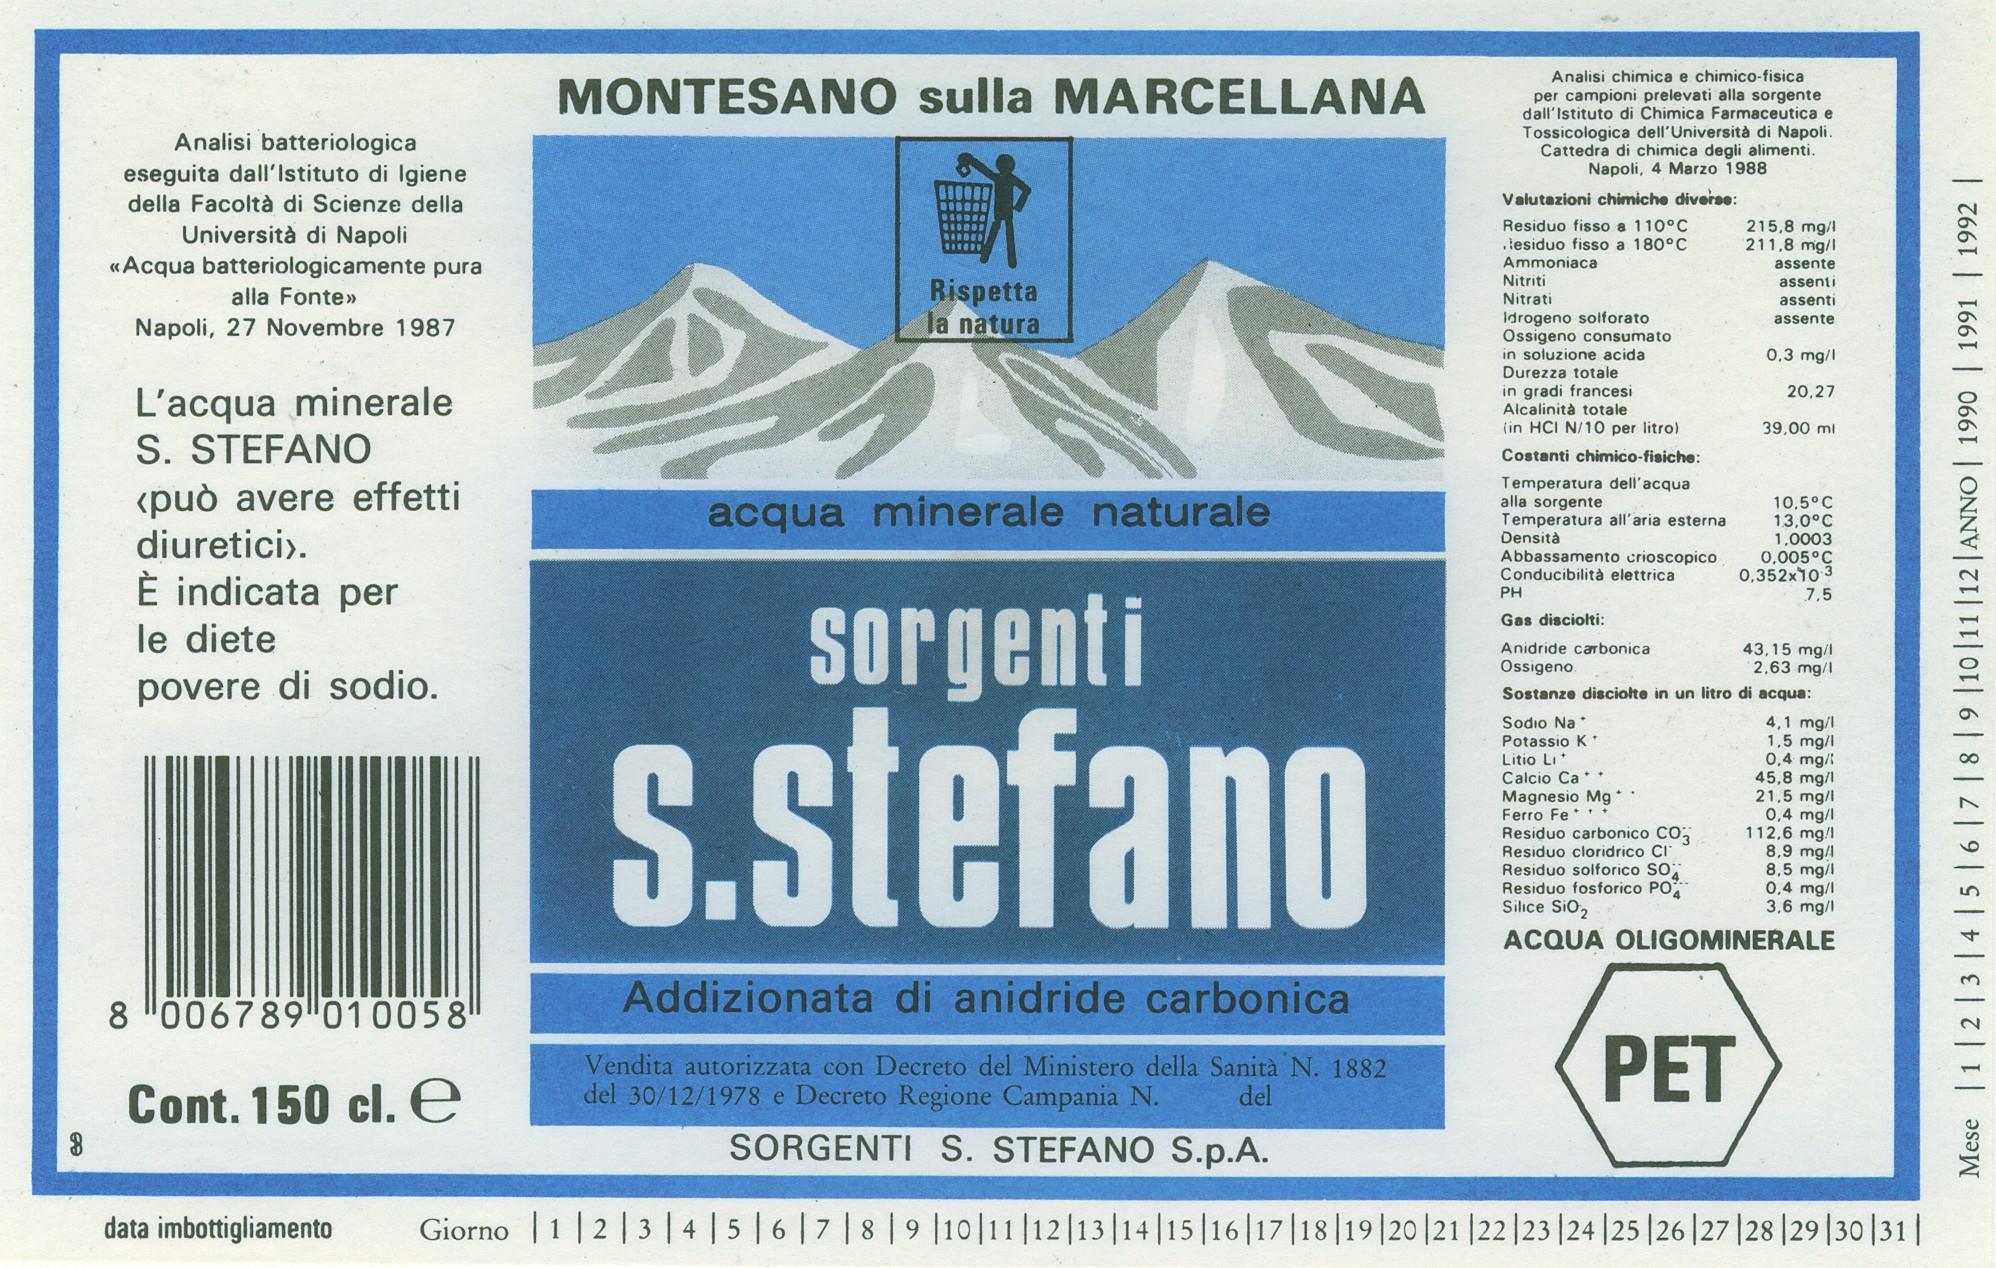 MONTESANO sulla MARCELLANA
Analisi batteriologica
eseguita dall'Istituto di Igiene
della Facoltà di Scienze della
Università di Napoli
«Acqua batteriologicamente pura
alla Fonte»
Napoli, 27 Novembre 1987
L'acqua minerale
S. STEFANO
‹può avere effetti
diuretici›.
È indicata per
le diete
povere di sodio.
8 006789 010058
Cont. 150 cl. e
Rispetta
la natura
acqua minerale naturale
sorgenti
s.stefano
Addizionata di anidride carbonica
Vendita autorizzata con Decreto del Ministero della Sanità N. 1882
del 30/12/1978 e Decreto Regione Campania N. del
SORGENTI S. STEFANO S.p.A.
Analisi chimica e chimico-fisica
per campioni prelevati alla sorgente
dall'Istituto di Chimica Farmaceutica e
Tossicologica dell'Università di Napoli.
Cattedra di chimica degli alimenti.
Napoli, 4 Marzo 1988
Valutazioni chimiche diverse:
Residuo fisso a 110°C 215,8 mg/l
Residuo fisso a 180°C 211,8 mg/l
Ammoniaca assente
Nitriti assenti
Nitrati assenti
Idrogeno solforato assente
Ossigeno consumato
in soluzione acida 0,3 mg/l
Durezza totale
in gradi francesi 20,27
Alcalinità totale
(in HCl N/10 per litro) 39,00 ml
Costanti chimico-fisiche:
Temperatura dell'acqua
alla sorgente 10,5°C
Temperatura all'aria esterna 13,0°C
Densità 1,0003
Abbassamento crioscopico 0,005°C
Conducibilità elettrica 0,352x10⁻³
PH 7,5
Gas disciolti:
Anidride carbonica 43,15 mg/l
Ossigeno 2,63 mg/l
Sostanze disciolte in un litro di acqua:
Sodio Na⁺ 4,1 mg/l
Potassio K⁺ 1,5 mg/l
Litio Li⁺ 0,4 mg/l
Calcio Ca⁺⁺ 45,8 mg/l
Magnesio Mg⁺⁺ 21,5 mg/l
Ferro Fe⁺⁺⁺ 0,4 mg/l
Residuo carbonico CO₃⁻⁻ 112,6 mg/l
Residuo cloridrico Cl⁻ 8,9 mg/l
Residuo solforico SO₄⁻⁻ 8,5 mg/l
Residuo fosforico PO₄⁻⁻⁻ 0,4 mg/l
Silice SiO₂ 3,6 mg/l
ACQUA OLIGOMINERALE
PET
Mese |1|2|3|4|5|6|7|8|9|10|11|12|ANNO|1990|1991|1992|
data imbottigliamento Giorno |1|2|3|4|5|6|7|8|9|10|11|12|13|14|15|16|17|18|19|20|21|22|23|24|25|26|27|28|29|30|31|